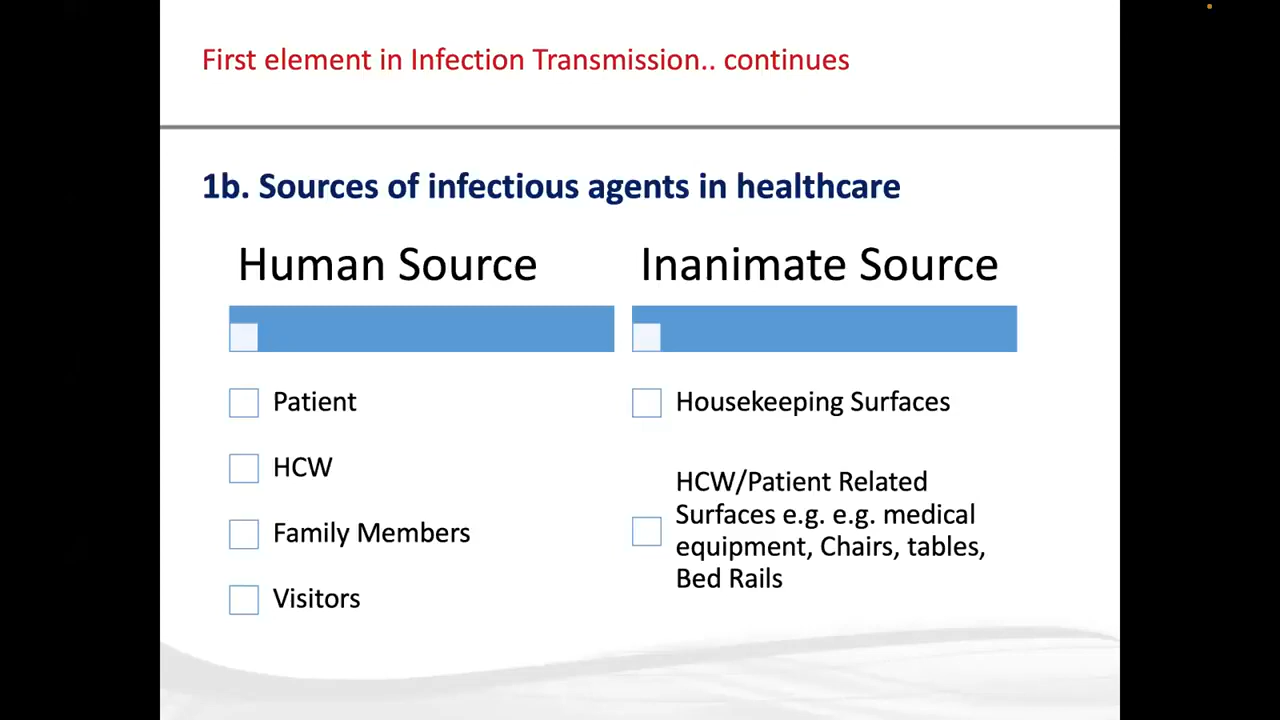 First element in Infection Transmission.. continues
1b. Sources of infectious agents in healthcare
Human Source
Patient
HCW
Family Members
Visitors
Inanimate Source
Housekeeping Surfaces
HCW/Patient Related
Surfaces e.g. e.g. medical
equipment, Chairs, tables,
Bed Rails